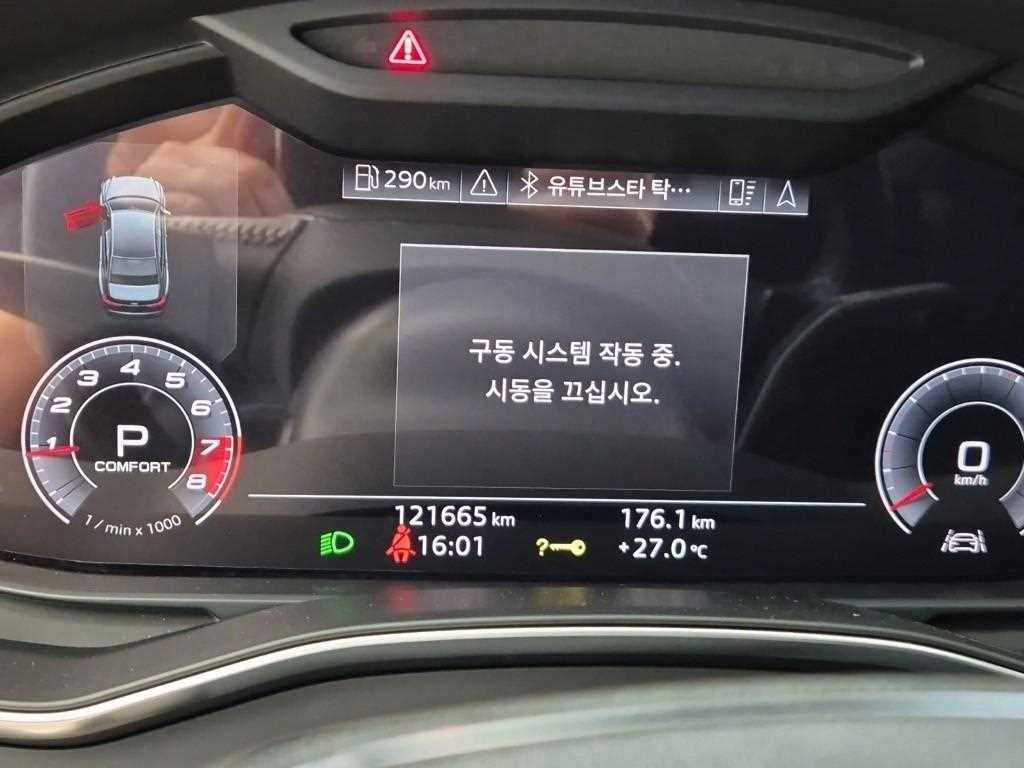 290 km
유튜브스타 탁...
구동 시스템 작동 중.
시동을 끄십시오.
1 2 3 4 5 6 7 8
P
COMFORT
1 / min x 1000
0
km/h
121665 km
176.1 km
16:01
?
+27.0 °C